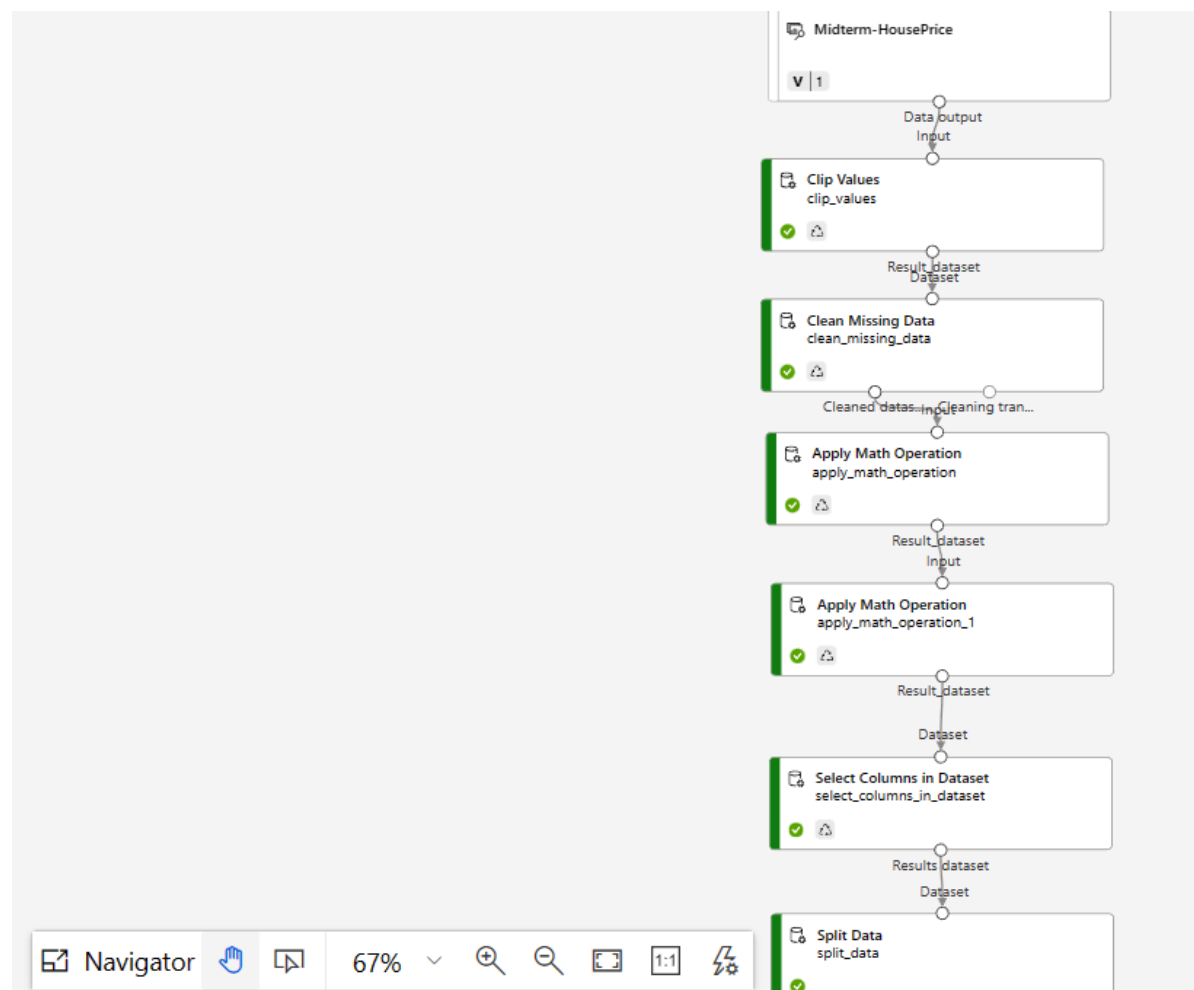 Midterm-HousePrice
V | 1
Data output
Input
Clip Values
clip_values
Result_dataset
Dataset
Clean Missing Data
clean_missing_data
Cleaned datas...
Cleaning tran...
Input
Apply Math Operation
apply_math_operation
Result_dataset
Input
Apply Math Operation
apply_math_operation_1
Result_dataset
Dataset
Select Columns in Dataset
select_columns_in_dataset
Results dataset
Dataset
Split Data
split_data
Navigator
67%
1:1